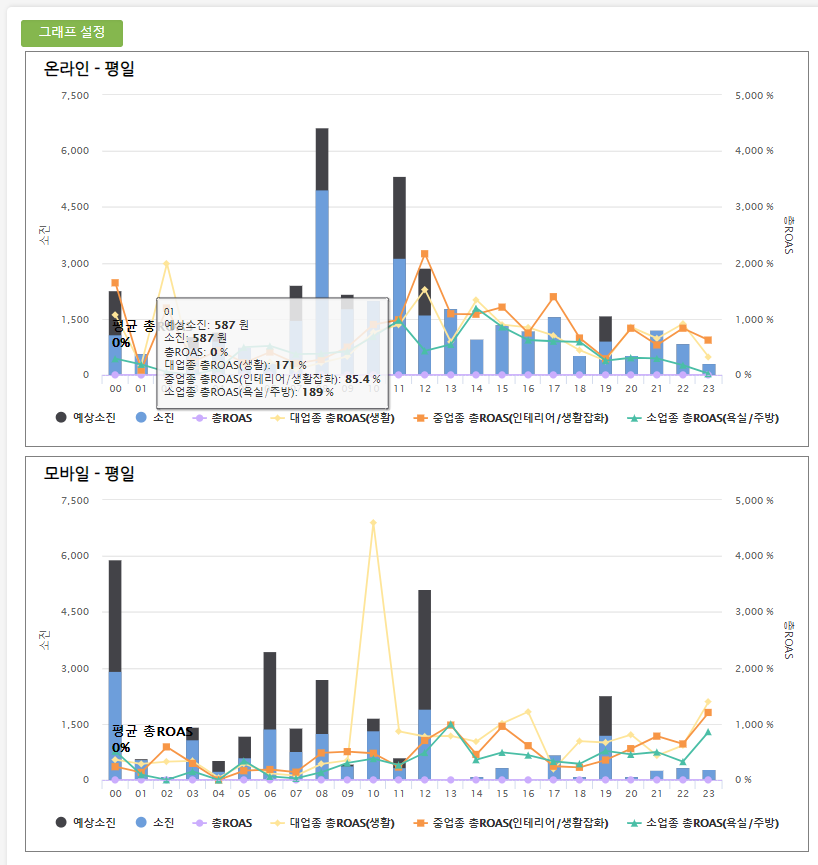 그래프 설정
온라인 - 평일
7,500
6,000
4,500
3,000
1,500
0
소진
5,000 %
4,000 %
3,000 %
2,000 %
1,000 %
0 %
총ROAS
평균 총R
0%
01
예상소진: 587 원
소진: 587 원
총ROAS: 0 %
대업종 총ROAS(생활): 171 %
중업종 총ROAS(인테리어/생활잡화): 85.4 %
소업종 총ROAS(욕실/주방): 189 %
00 01 11 12 13 14 15 16 17 18 19 20 21 22 23
예상소진 소진 총ROAS 대업종 총ROAS(생활) 중업종 총ROAS(인테리어/생활잡화) 소업종 총ROAS(욕실/주방)
모바일 - 평일
7,500
6,000
4,500
3,000
1,500
0
소진
5,000 %
4,000 %
3,000 %
2,000 %
1,000 %
0 %
총ROAS
평균 총ROAS
0%
00 01 02 03 04 05 06 07 08 09 10 11 12 13 14 15 16 17 18 19 20 21 22 23
예상소진 소진 총ROAS 대업종 총ROAS(생활) 중업종 총ROAS(인테리어/생활잡화) 소업종 총ROAS(욕실/주방)